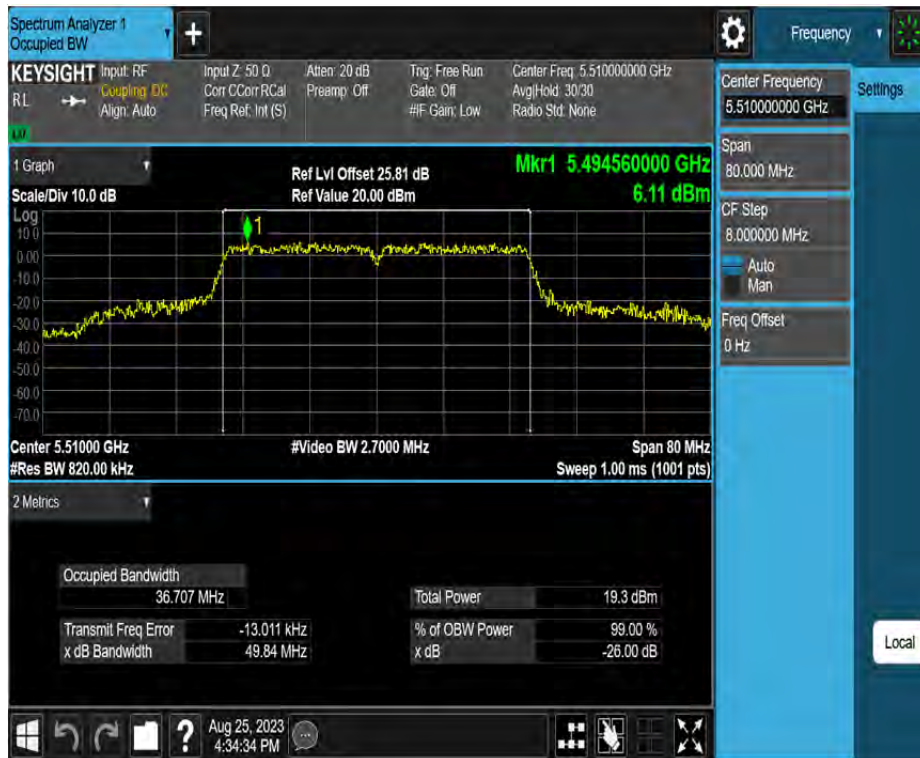 Spectrum Analyzer 1
Occupied BW
Frequency
KEYSIGHT
RL
Input: RF
Coupling: DC
Align: Auto
Input Z: 50 Ω
Corr CCorr RCal
Freq Ref: Int (S)
Atten: 20 dB
Preamp: Off
Trig: Free Run
Gate: Off
#IF Gain: Low
Center Freq: 5.510000000 GHz
Avg|Hold: 30/30
Radio Std: None
Center Frequency
5.510000000 GHz
Settings
Span
80.000 MHz
CF Step
8.000000 MHz
Auto
Man
Freq Offset
0 Hz
1 Graph
Scale/Div 10.0 dB
Ref Lvl Offset 25.81 dB
Ref Value 20.00 dBm
Mkr1 5.494560000 GHz
6.11 dBm
Log
10.0
0.00
-10.0
-20.0
-30.0
-40.0
-50.0
-60.0
-70.0
1
Center 5.51000 GHz
#Res BW 820.00 kHz
#Video BW 2.7000 MHz
Span 80 MHz
Sweep 1.00 ms (1001 pts)
2 Metrics
Occupied Bandwidth
36.707 MHz
Total Power 19.3 dBm
Transmit Freq Error -13.011 kHz
% of OBW Power 99.00 %
x dB Bandwidth 49.84 MHz
x dB -26.00 dB
Local
Aug 25, 2023
4:34:34 PM